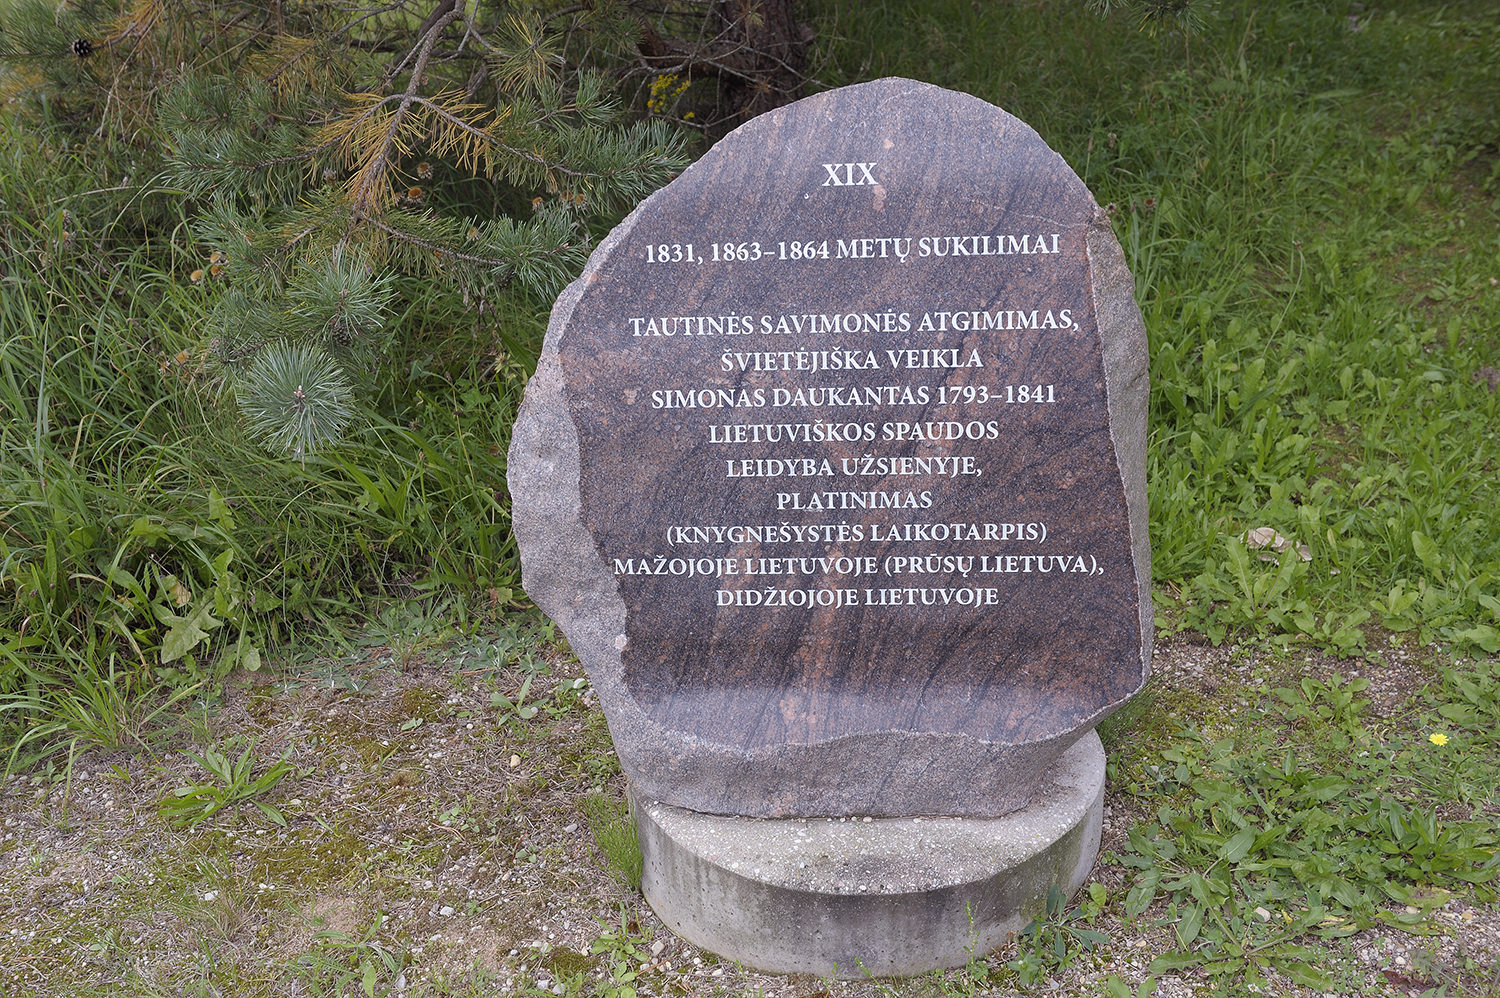 XIX
1831, 1863–1864 METŲ SUKILIMAI
TAUTINĖS SAVIMONĖS ATGIMIMAS,
ŠVIETĖJIŠKA VEIKLA
SIMONAS DAUKANTAS 1793–1841
LIETUVIŠKOS SPAUDOS
LEIDYBA UŽSIENYJE,
PLATINIMAS
(KNYGNEŠYSTĖS LAIKOTARPIS)
MAŽOJOJE LIETUVOJE (PRŪSŲ LIETUVA),
DIDŽIOJOJE LIETUVOJE